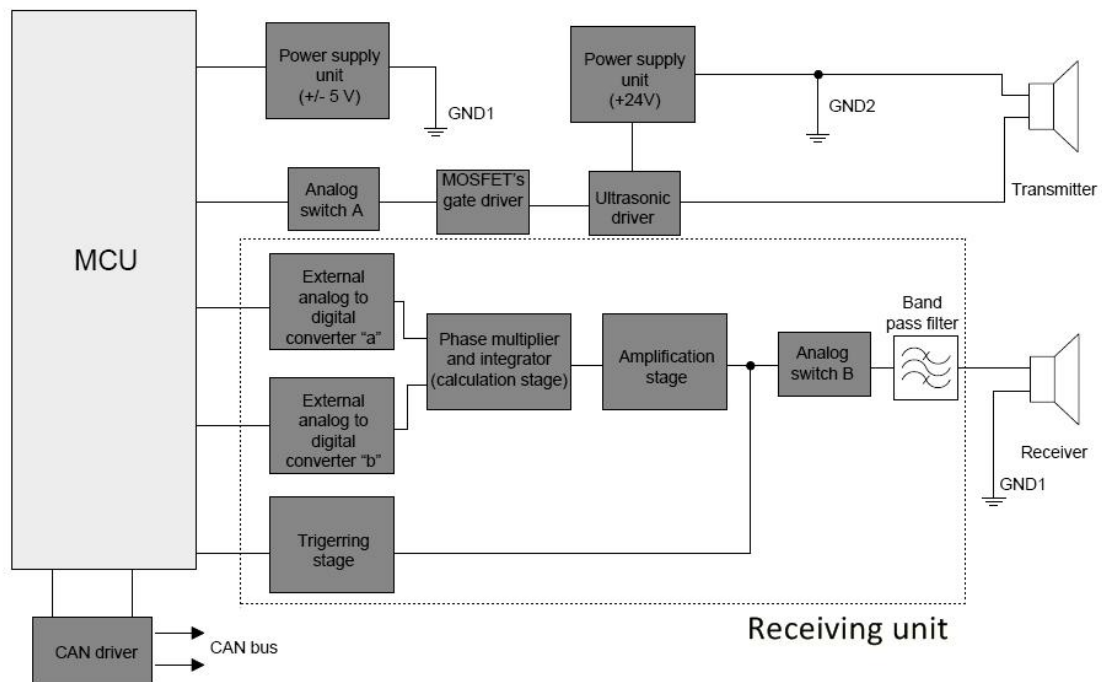 MCU
Power supply
unit
(+/- 5 V)
GND1
Power supply
unit
(+24V)
GND2
Transmitter
Analog
switch A
MOSFET's
gate driver
Ultrasonic
driver
External
analog to
digital
converter "a"
External
analog to
digital
converter "b"
Phase multiplier
and integrator
(calculation stage)
Amplification
stage
Analog
switch B
Band
pass filter
Receiver
GND1
Trigerring
stage
Receiving unit
CAN driver
CAN bus